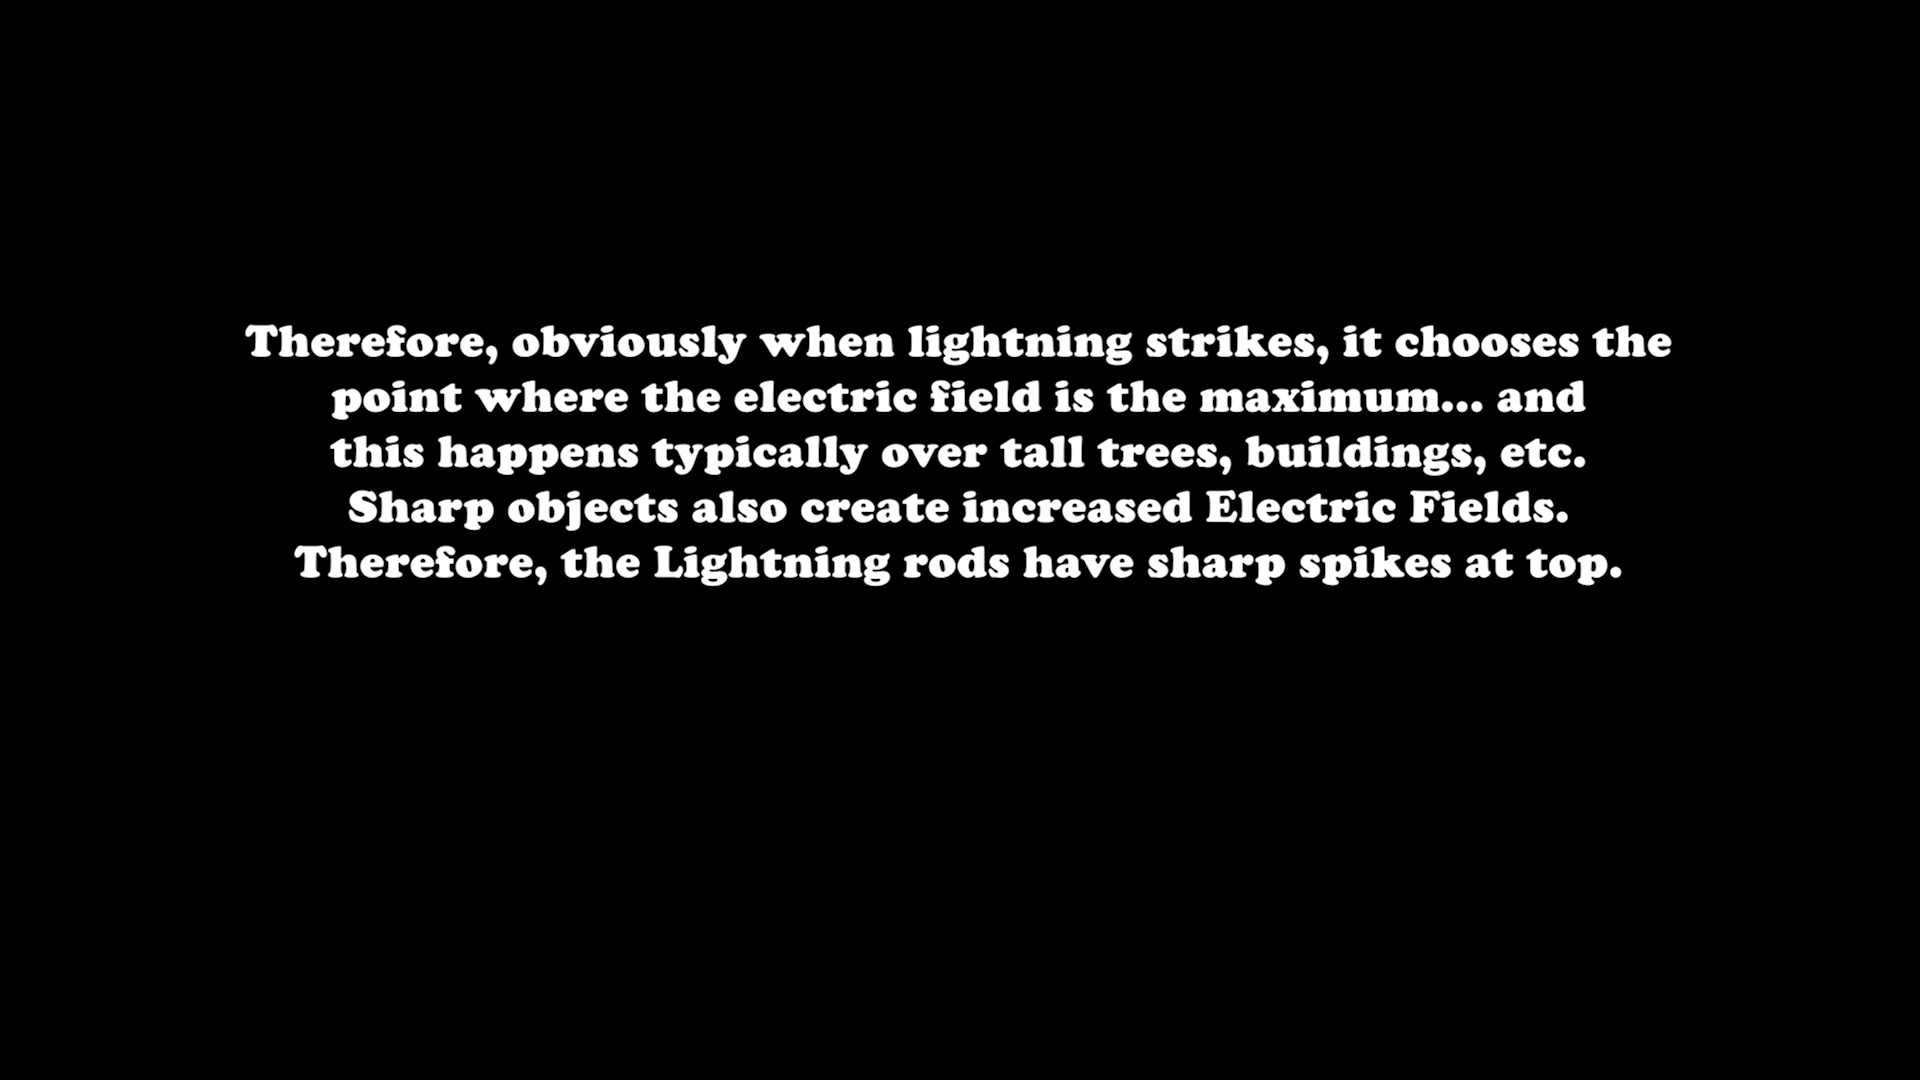 Therefore, obviously when lightning strikes, it chooses the
point where the electric field is the maximum... and
this happens typically over tall trees, buildings, etc.
Sharp objects also create increased Electric Fields.
Therefore, the Lightning rods have sharp spikes at top.